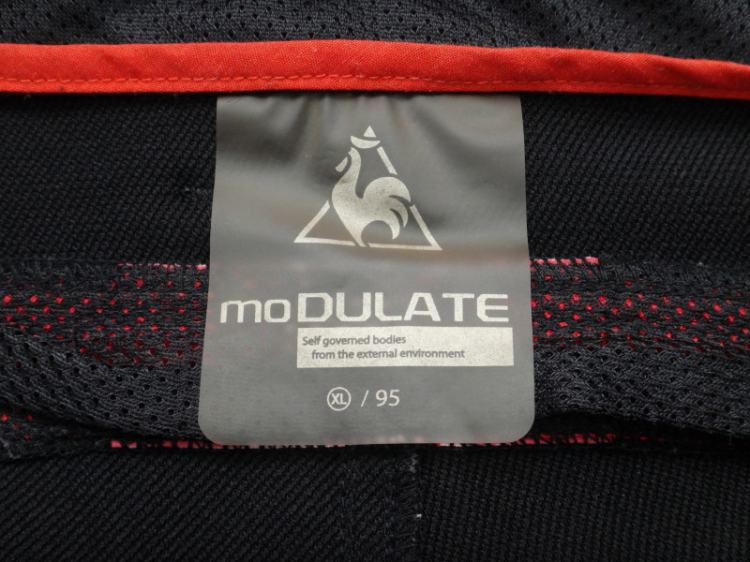 moDULATE
Self governed bodies
from the external environment
XL / 95